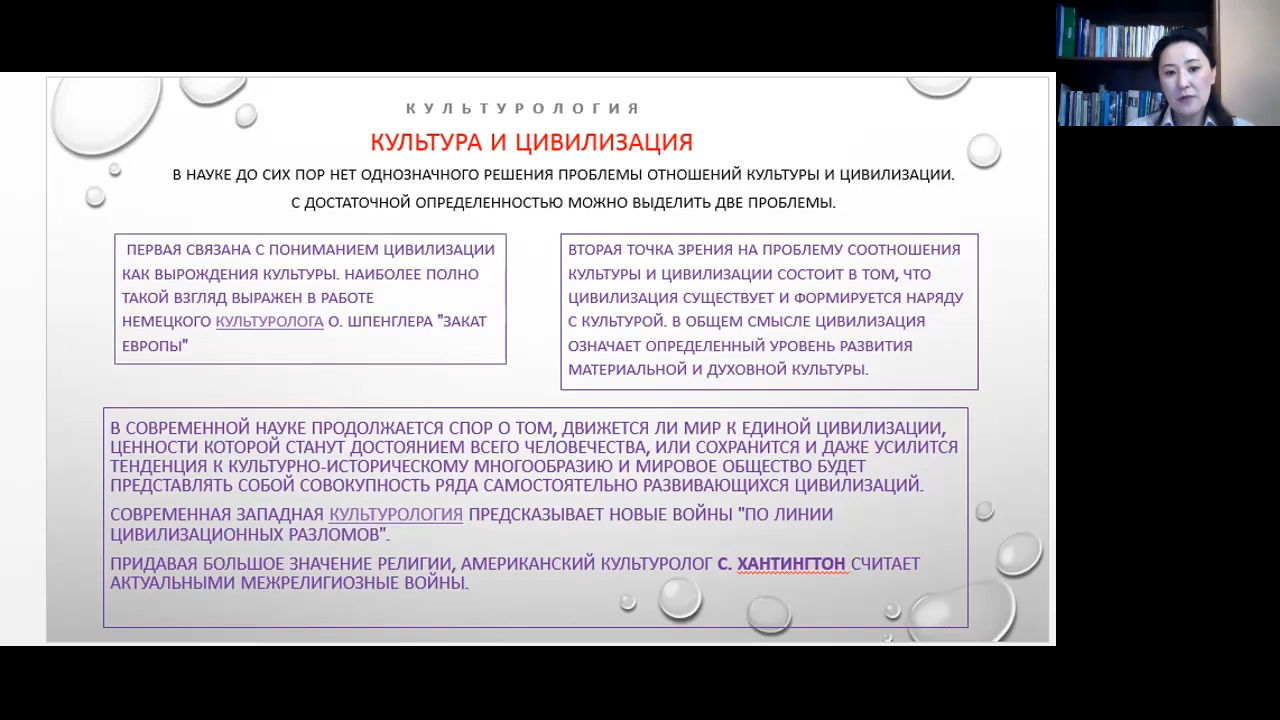 КУЛЬТУРОЛОГИЯ
КУЛЬТУРА И ЦИВИЛИЗАЦИЯ
В НАУКЕ ДО СИХ ПОР НЕТ ОДНОЗНАЧНОГО РЕШЕНИЯ ПРОБЛЕМЫ ОТНОШЕНИЙ КУЛЬТУРЫ И ЦИВИЛИЗАЦИИ.
С ДОСТАТОЧНОЙ ОПРЕДЕЛЕННОСТЬЮ МОЖНО ВЫДЕЛИТЬ ДВЕ ПРОБЛЕМЫ.
ПЕРВАЯ СВЯЗАНА С ПОНИМАНИЕМ ЦИВИЛИЗАЦИИ
КАК ВЫРОЖДЕНИЯ КУЛЬТУРЫ. НАИБОЛЕЕ ПОЛНО
ТАКОЙ ВЗГЛЯД ВЫРАЖЕН В РАБОТЕ
НЕМЕЦКОГО КУЛЬТУРОЛОГА О. ШПЕНГЛЕРА "ЗАКАТ
ЕВРОПЫ"
ВТОРАЯ ТОЧКА ЗРЕНИЯ НА ПРОБЛЕМУ СООТНОШЕНИЯ
КУЛЬТУРЫ И ЦИВИЛИЗАЦИИ СОСТОИТ В ТОМ, ЧТО
ЦИВИЛИЗАЦИЯ СУЩЕСТВУЕТ И ФОРМИРУЕТСЯ НАРЯДУ
С КУЛЬТУРОЙ. В ОБЩЕМ СМЫСЛЕ ЦИВИЛИЗАЦИЯ
ОЗНАЧАЕТ ОПРЕДЕЛЕННЫЙ УРОВЕНЬ РАЗВИТИЯ
МАТЕРИАЛЬНОЙ И ДУХОВНОЙ КУЛЬТУРЫ.
В СОВРЕМЕННОЙ НАУКЕ ПРОДОЛЖАЕТСЯ СПОР О ТОМ, ДВИЖЕТСЯ ЛИ МИР К ЕДИНОЙ ЦИВИЛИЗАЦИИ,
ЦЕННОСТИ КОТОРОЙ СТАНУТ ДОСТОЯНИЕМ ВСЕГО ЧЕЛОВЕЧЕСТВА, ИЛИ СОХРАНИТСЯ И ДАЖЕ УСИЛИТСЯ
ТЕНДЕНЦИЯ К КУЛЬТУРНО-ИСТОРИЧЕСКОМУ МНОГООБРАЗИЮ И МИРОВОЕ ОБЩЕСТВО БУДЕТ
ПРЕДСТАВЛЯТЬ СОБОЙ СОВОКУПНОСТЬ РЯДА САМОСТОЯТЕЛЬНО РАЗВИВАЮЩИХСЯ ЦИВИЛИЗАЦИЙ.
СОВРЕМЕННАЯ ЗАПАДНАЯ КУЛЬТУРОЛОГИЯ ПРЕДСКАЗЫВАЕТ НОВЫЕ ВОЙНЫ "ПО ЛИНИИ
ЦИВИЛИЗАЦИОННЫХ РАЗЛОМОВ".
ПРИДАВАЯ БОЛЬШОЕ ЗНАЧЕНИЕ РЕЛИГИИ, АМЕРИКАНСКИЙ КУЛЬТУРОЛОГ С. ХАНТИНГТОН СЧИТАЕТ
АКТУАЛЬНЫМИ МЕЖРЕЛИГИОЗНЫЕ ВОЙНЫ.